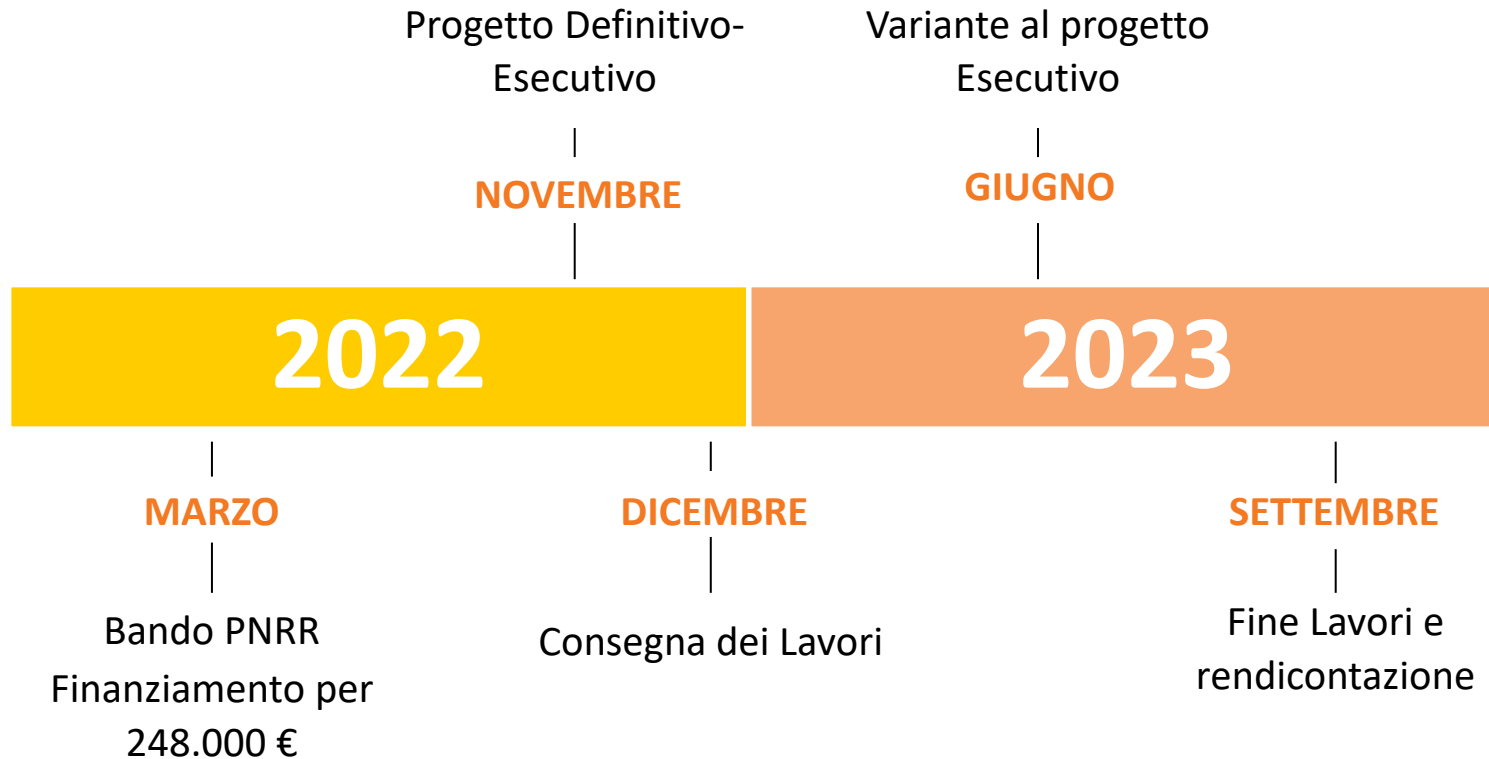 Progetto Definitivo-
Esecutivo
Variante al progetto
Esecutivo
NOVEMBRE
GIUGNO
2022
2023
MARZO
DICEMBRE
SETTEMBRE
Bando PNRR
Finanziamento per
248.000 €
Consegna dei Lavori
Fine Lavori e
rendicontazione